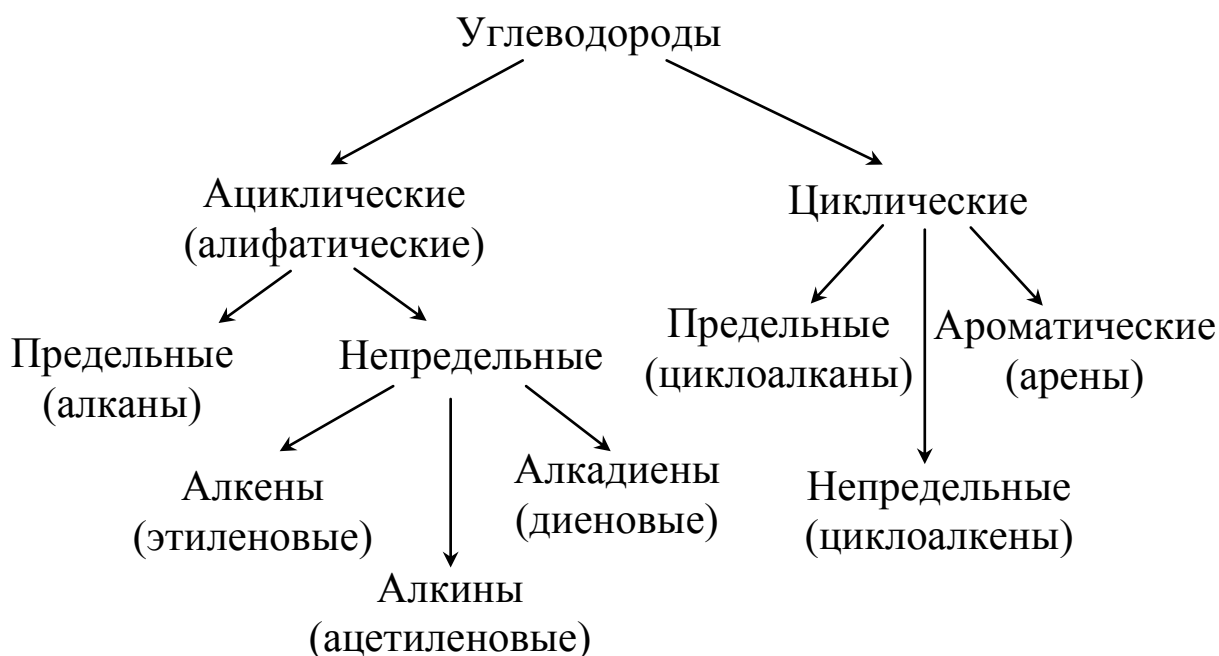 Углеводороды
Ациклические
(алифатические)
Циклические
Предельные
(алканы)
Непредельные
Предельные
(циклоалканы)
Ароматические
(арены)
Алкены
(этиленовые)
Алкадиены
(диеновые)
Непредельные
(циклоалкены)
Алкины
(ацетиленовые)